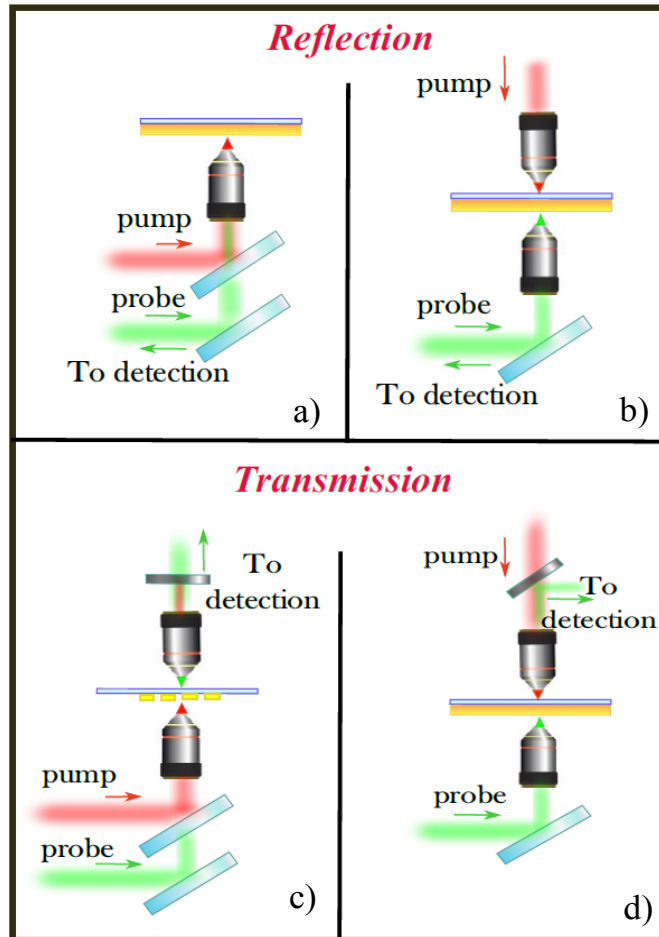 Reflection
pump
probe
To detection
a)
pump
probe
To detection
b)
Transmission
To
detection
pump
probe
c)
pump
To
detection
probe
d)